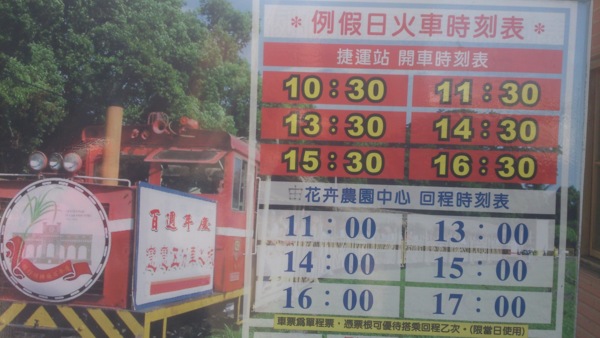 * 例假日火車時刻表 *
捷運站 開車時刻表
10:30 11:30
13:30 14:30
15:30 16:30
花卉農園中心 回程時刻表
11:00 13:00
14:00 15:00
16:00 17:00
車票為單程票,憑票根可優待搭乘回程乙次。(限當日使用)